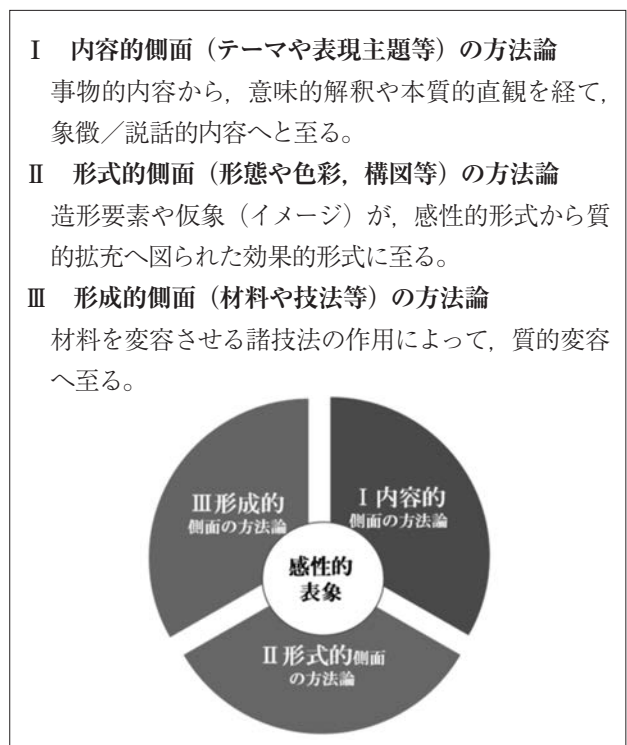 Ⅰ　内容的側面（テーマや表現主題等）の方法論
事物的内容から，意味的解釈や本質的直観を経て，
象徴／説話的内容へと至る。
Ⅱ　形式的側面（形態や色彩，構図等）の方法論
造形要素や仮象（イメージ）が，感性的形式から質
的拡充へ図られた効果的形式に至る。
Ⅲ　形成的側面（材料や技法等）の方法論
材料を変容させる諸技法の作用によって，質的変容
へ至る。
Ⅲ形成的
側面の方法論
Ⅰ内容的
側面の方法論
感性的
表象
Ⅱ形式的側面
の方法論